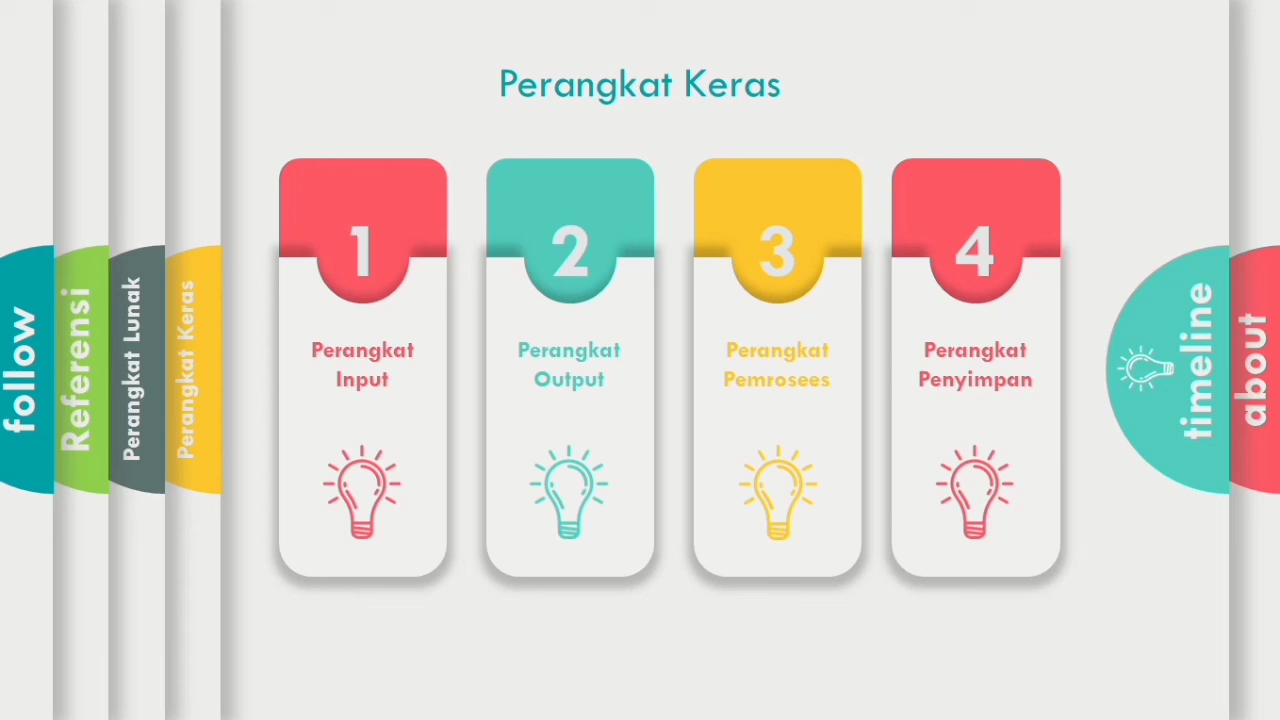 Perangkat Keras
1
Perangkat
Input
2
Perangkat
Output
3
Perangkat
Pemrosees
4
Perangkat
Penyimpan
follow
Referensi
Perangkat Lunak
Perangkat Keras
timeline
about